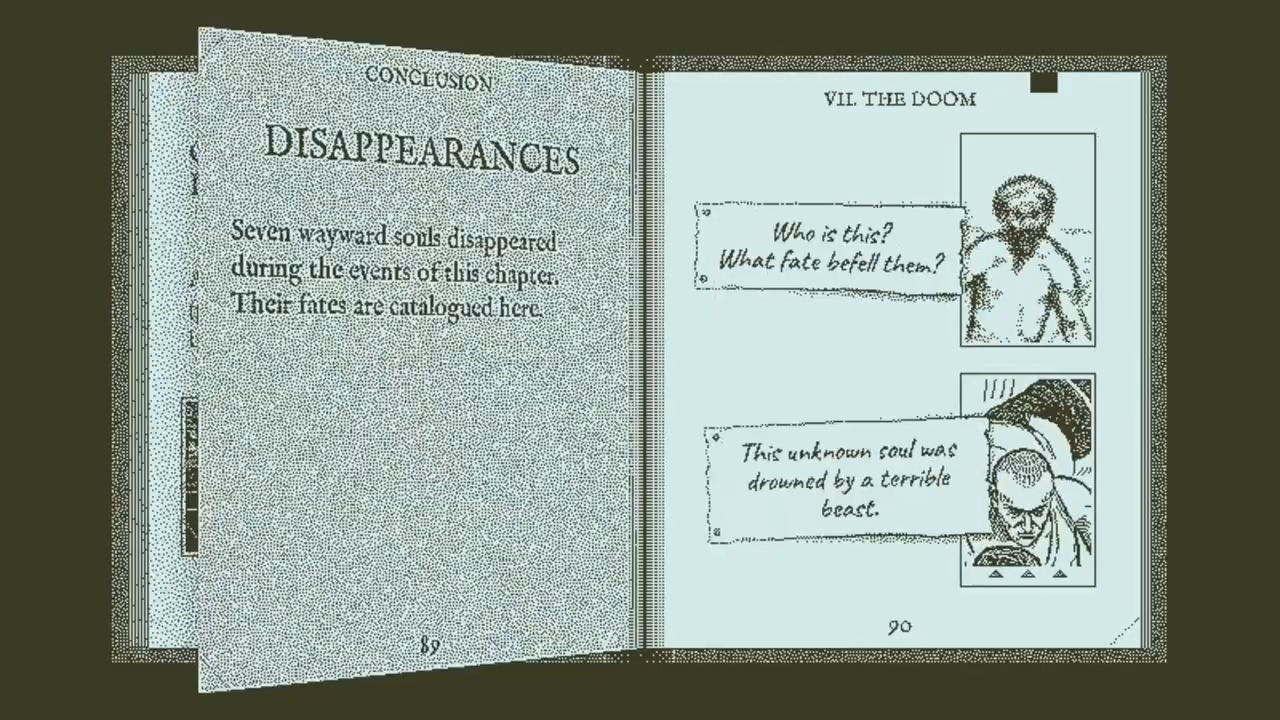 CONCLUSION
DISAPPEARANCES
Seven wayward souls disappeared
during the events of this chapter.
Their fates are catalogued here.
89
VII. THE DOOM
Who is this?
What fate befell them?
This unknown soul was
drowned by a terrible
beast.
90